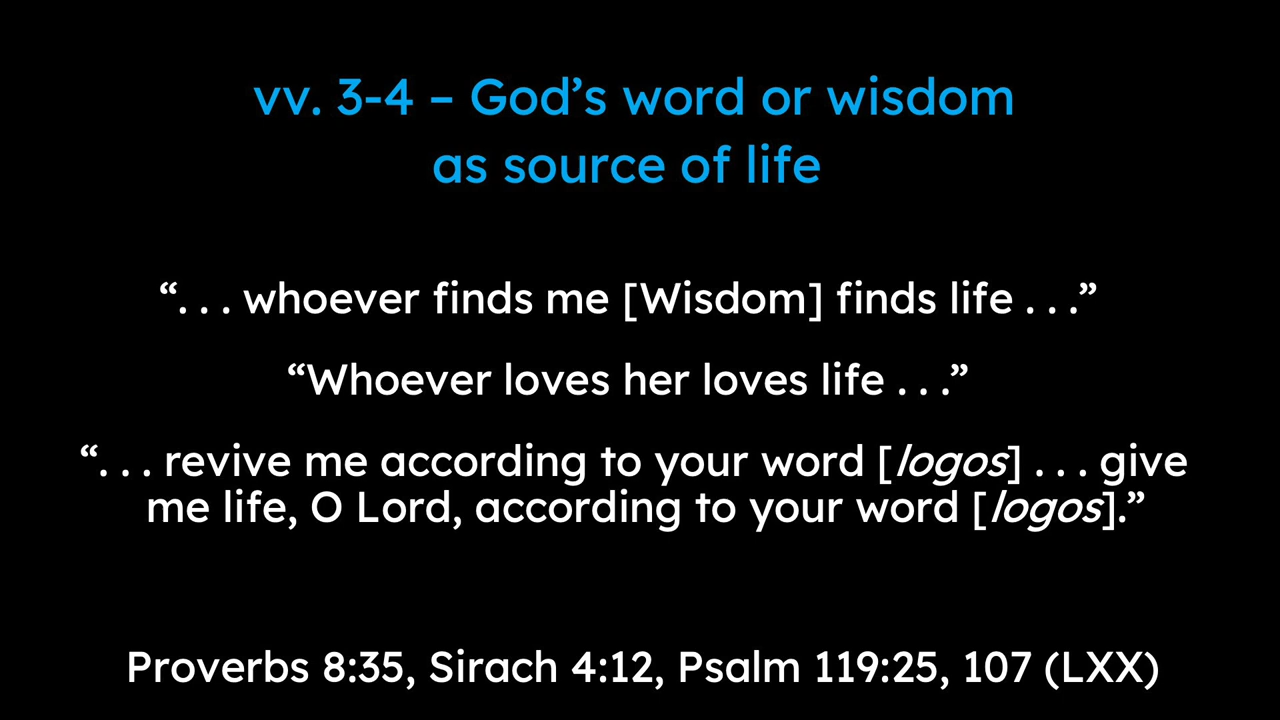 vv. 3-4 – God’s word or wisdom
as source of life
“. . . whoever finds me [Wisdom] finds life . . .”
“Whoever loves her loves life . . .”
“. . . revive me according to your word [logos] . . . give
me life, O Lord, according to your word [logos].”
Proverbs 8:35, Sirach 4:12, Psalm 119:25, 107 (LXX)